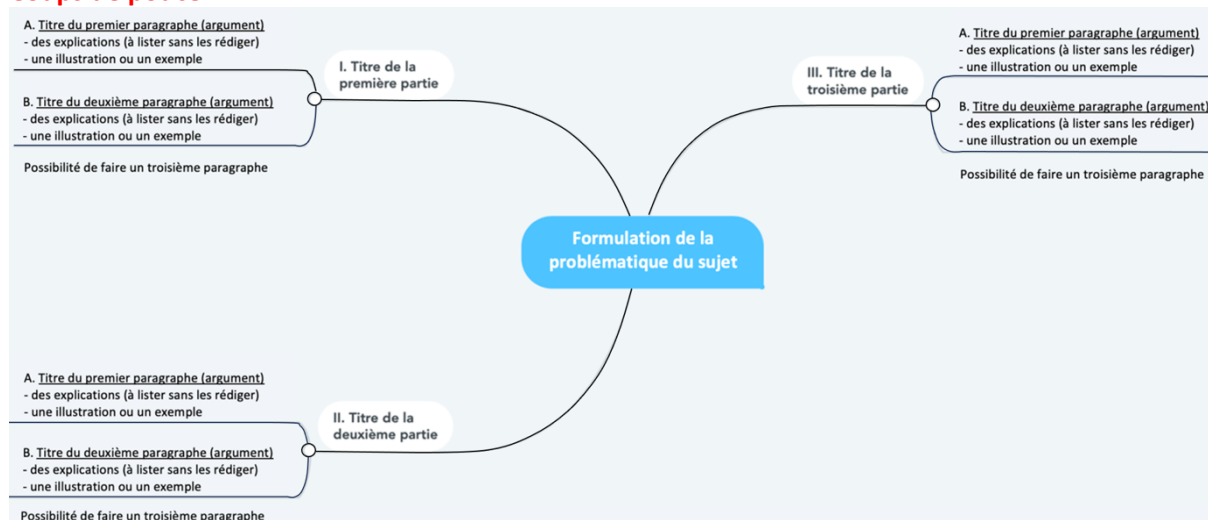 A. Titre du premier paragraphe (argument)
- des explications (à lister sans les rédiger)
- une illustration ou un exemple
B. Titre du deuxième paragraphe (argument)
- des explications (à lister sans les rédiger)
- une illustration ou un exemple
Possibilité de faire un troisième paragraphe
I. Titre de la
première partie
III. Titre de la
troisième partie
A. Titre du premier paragraphe (argument)
- des explications (à lister sans les rédiger)
- une illustration ou un exemple
B. Titre du deuxième paragraphe (argument)
- des explications (à lister sans les rédiger)
- une illustration ou un exemple
Possibilité de faire un troisième paragraphe
Formulation de la
problématique du sujet
A. Titre du premier paragraphe (argument)
- des explications (à lister sans les rédiger)
- une illustration ou un exemple
B. Titre du deuxième paragraphe (argument)
- des explications (à lister sans les rédiger)
- une illustration ou un exemple
Possibilité de faire un troisième paragraphe
II. Titre de la
deuxième partie